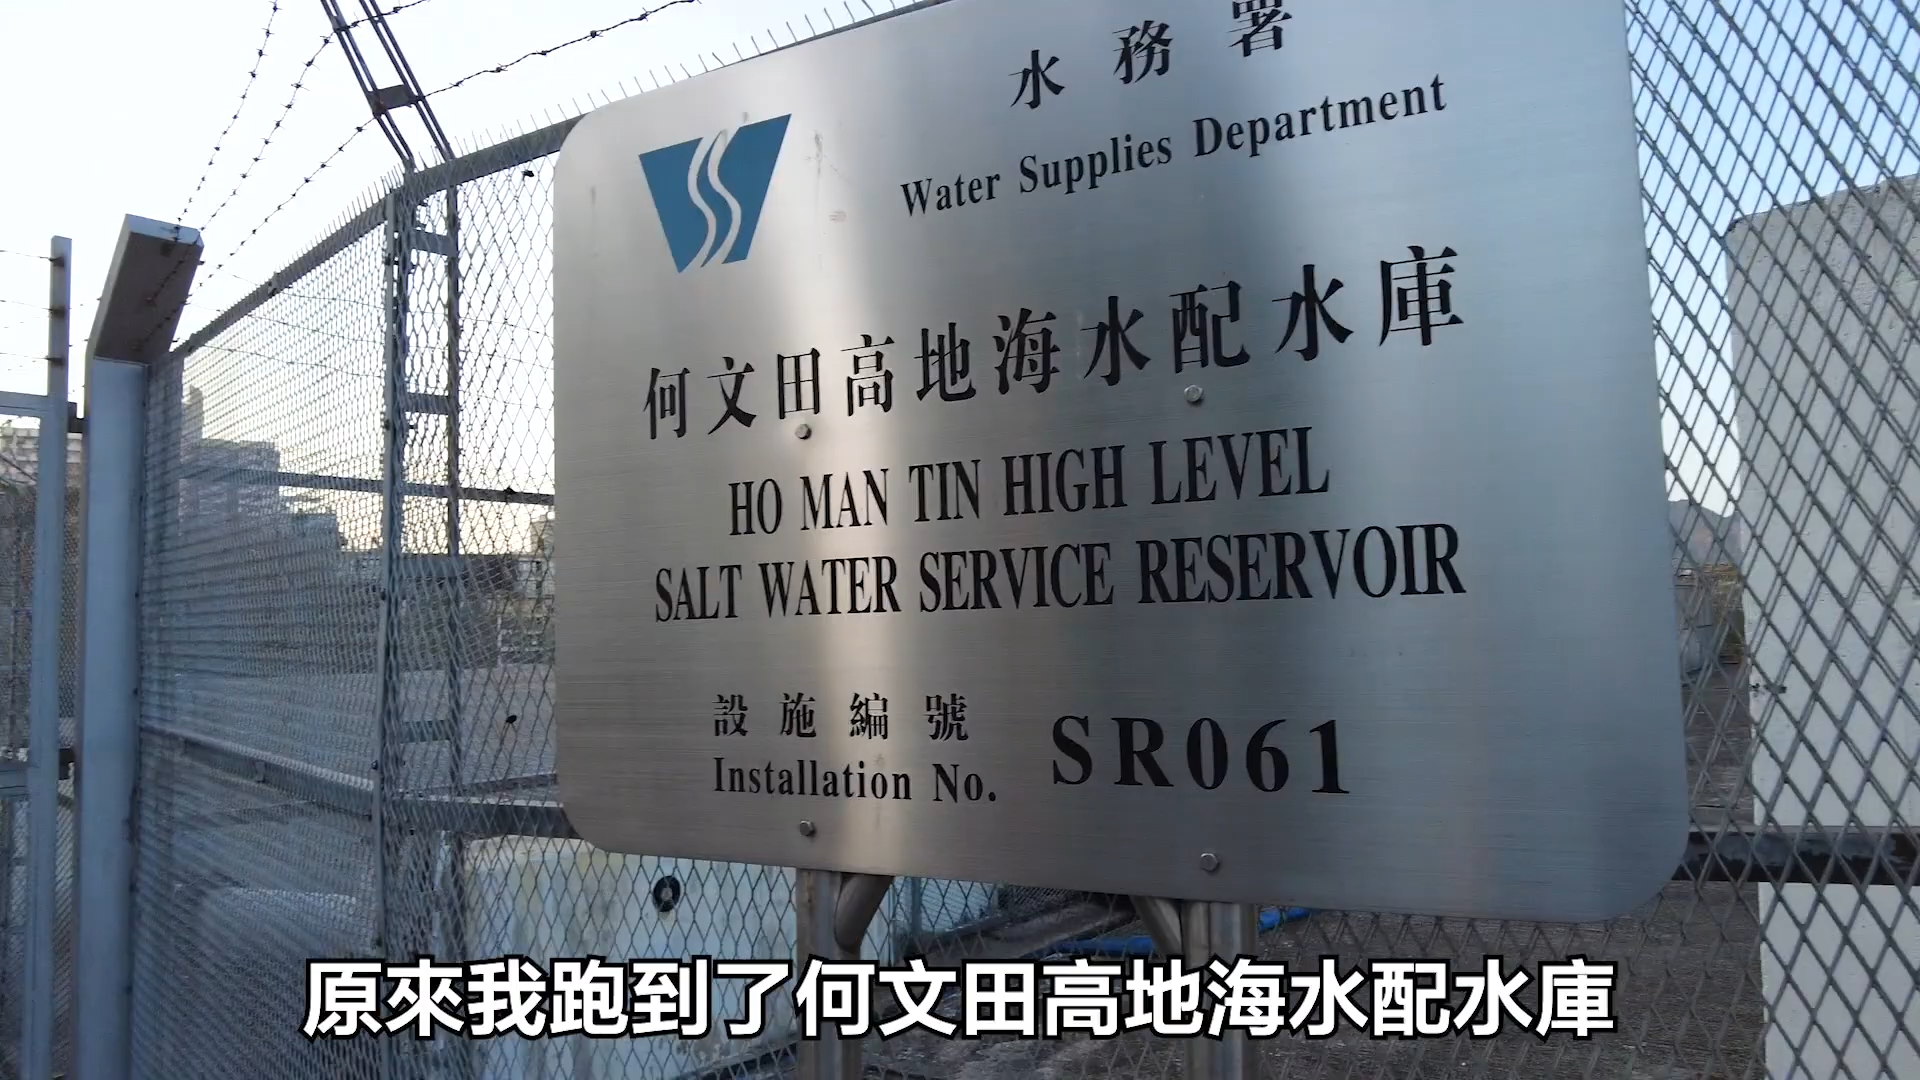 水務署
Water Supplies Department
何文田高地海水配水庫
HO MAN TIN HIGH LEVEL
SALT WATER SERVICE RESERVOIR
設施編號
Installation No. SR061
原來我跑到了何文田高地海水配水庫